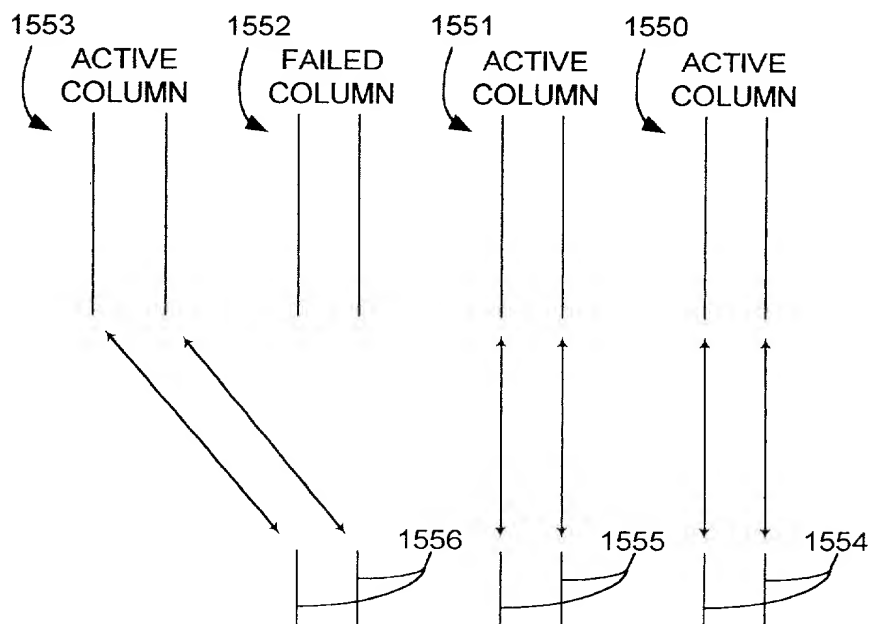 1553
ACTIVE
COLUMN
1552
FAILED
COLUMN
1551
ACTIVE
COLUMN
1550
ACTIVE
COLUMN
1556
1555
1554